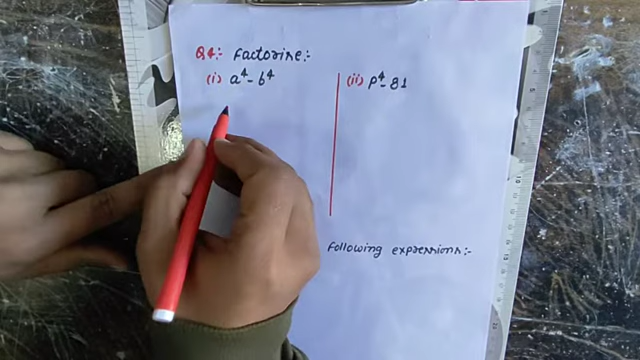 Q4:- Factorise:-
(i) a⁴-b⁴
(ii) p⁴-81
following expressions:-